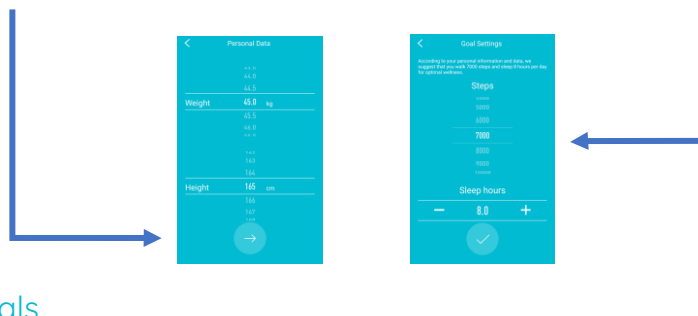 Personal Data
44.0
44.5
Weight 45.0 kg
45.5
46.0
163
164
Height 165 cm
166
167
Goal Settings
According to your personal information and data, we
suggest that you walk 7000 steps and sleep 8 hours per day
for optimal wellness.
Steps
5000
6000
7000
8000
9000
Sleep hours
8.0
als